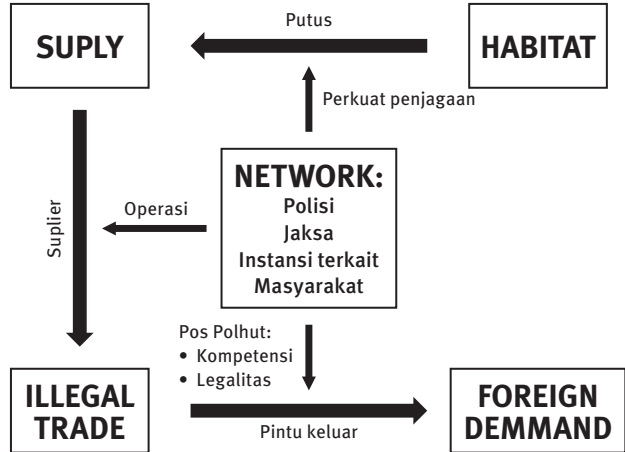 Putus
SUPLY
HABITAT
Perkuat penjagaan
NETWORK:
Polisi
Jaksa
Instansi terkait
Masyarakat
Operasi
Suplier
Pos Polhut:
• Kompetensi
• Legalitas
ILLEGAL
TRADE
Pintu keluar
FOREIGN
DEMMAND